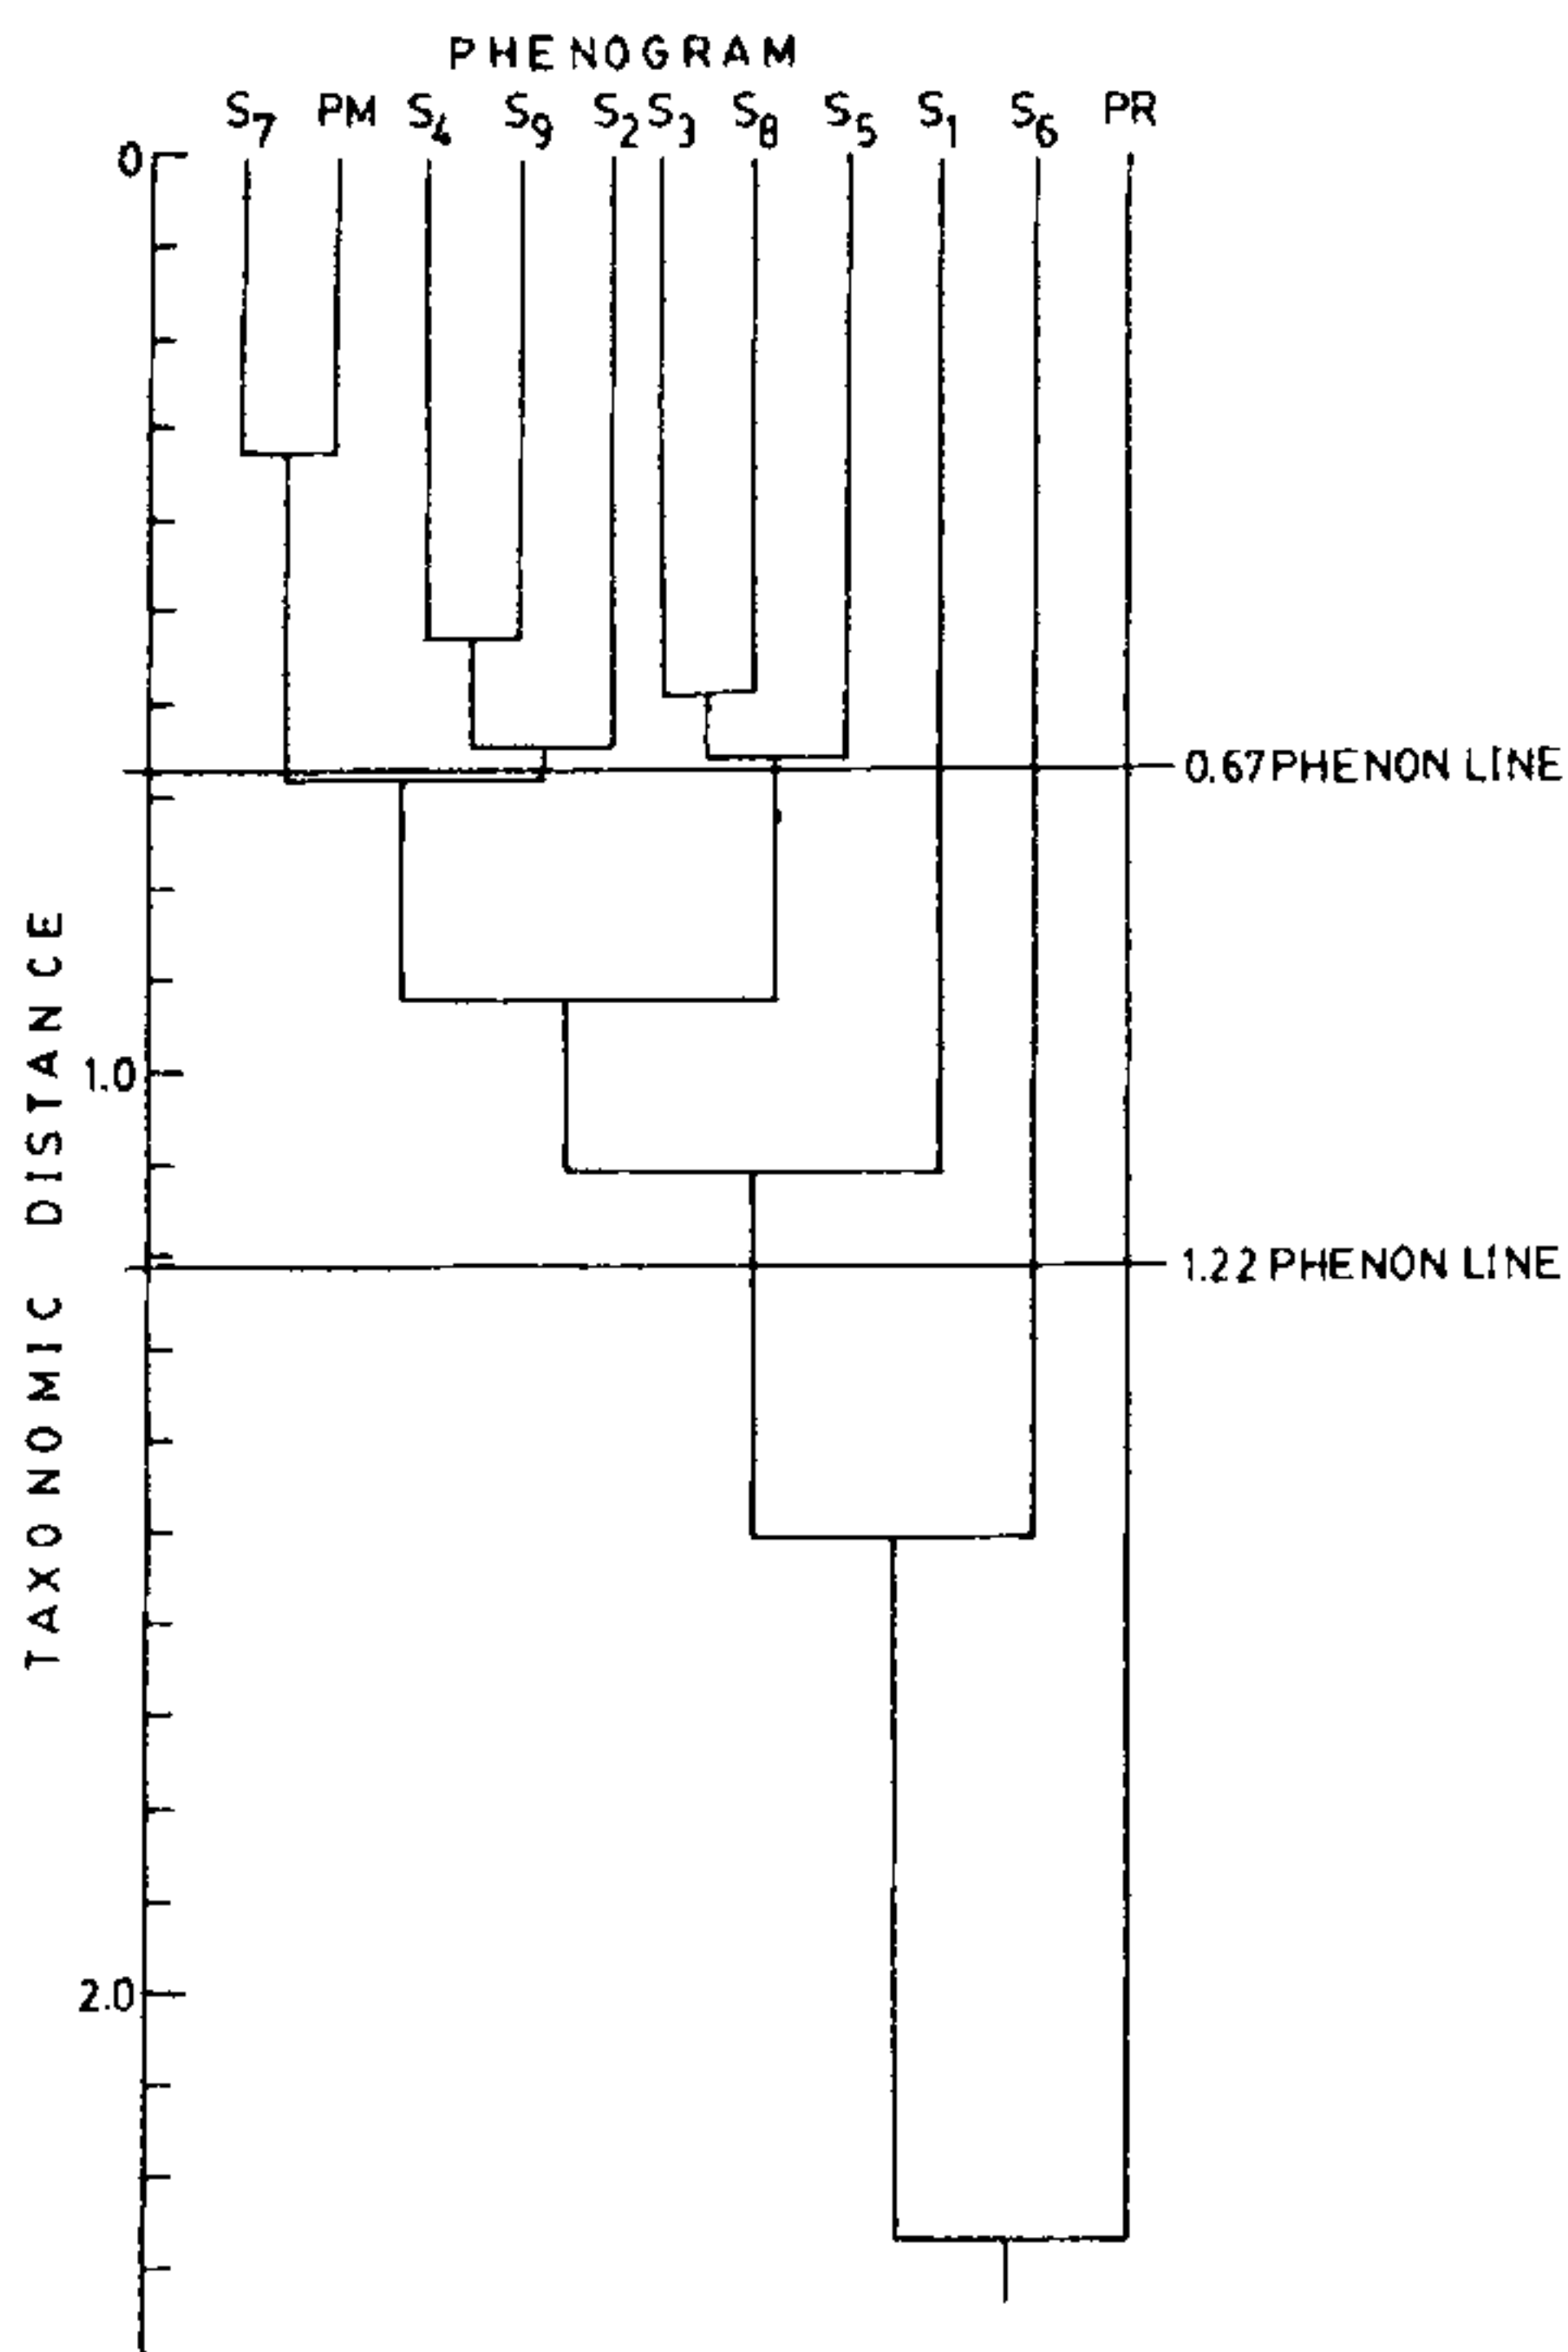 PHENOGRAM
S7 PM S4 S9 S2 S3 S8 S5 S1 S6 PR
0
0.67 PHENON LINE
1.0
1.22 PHENON LINE
2.0
TAXONOMIC DISTANCE